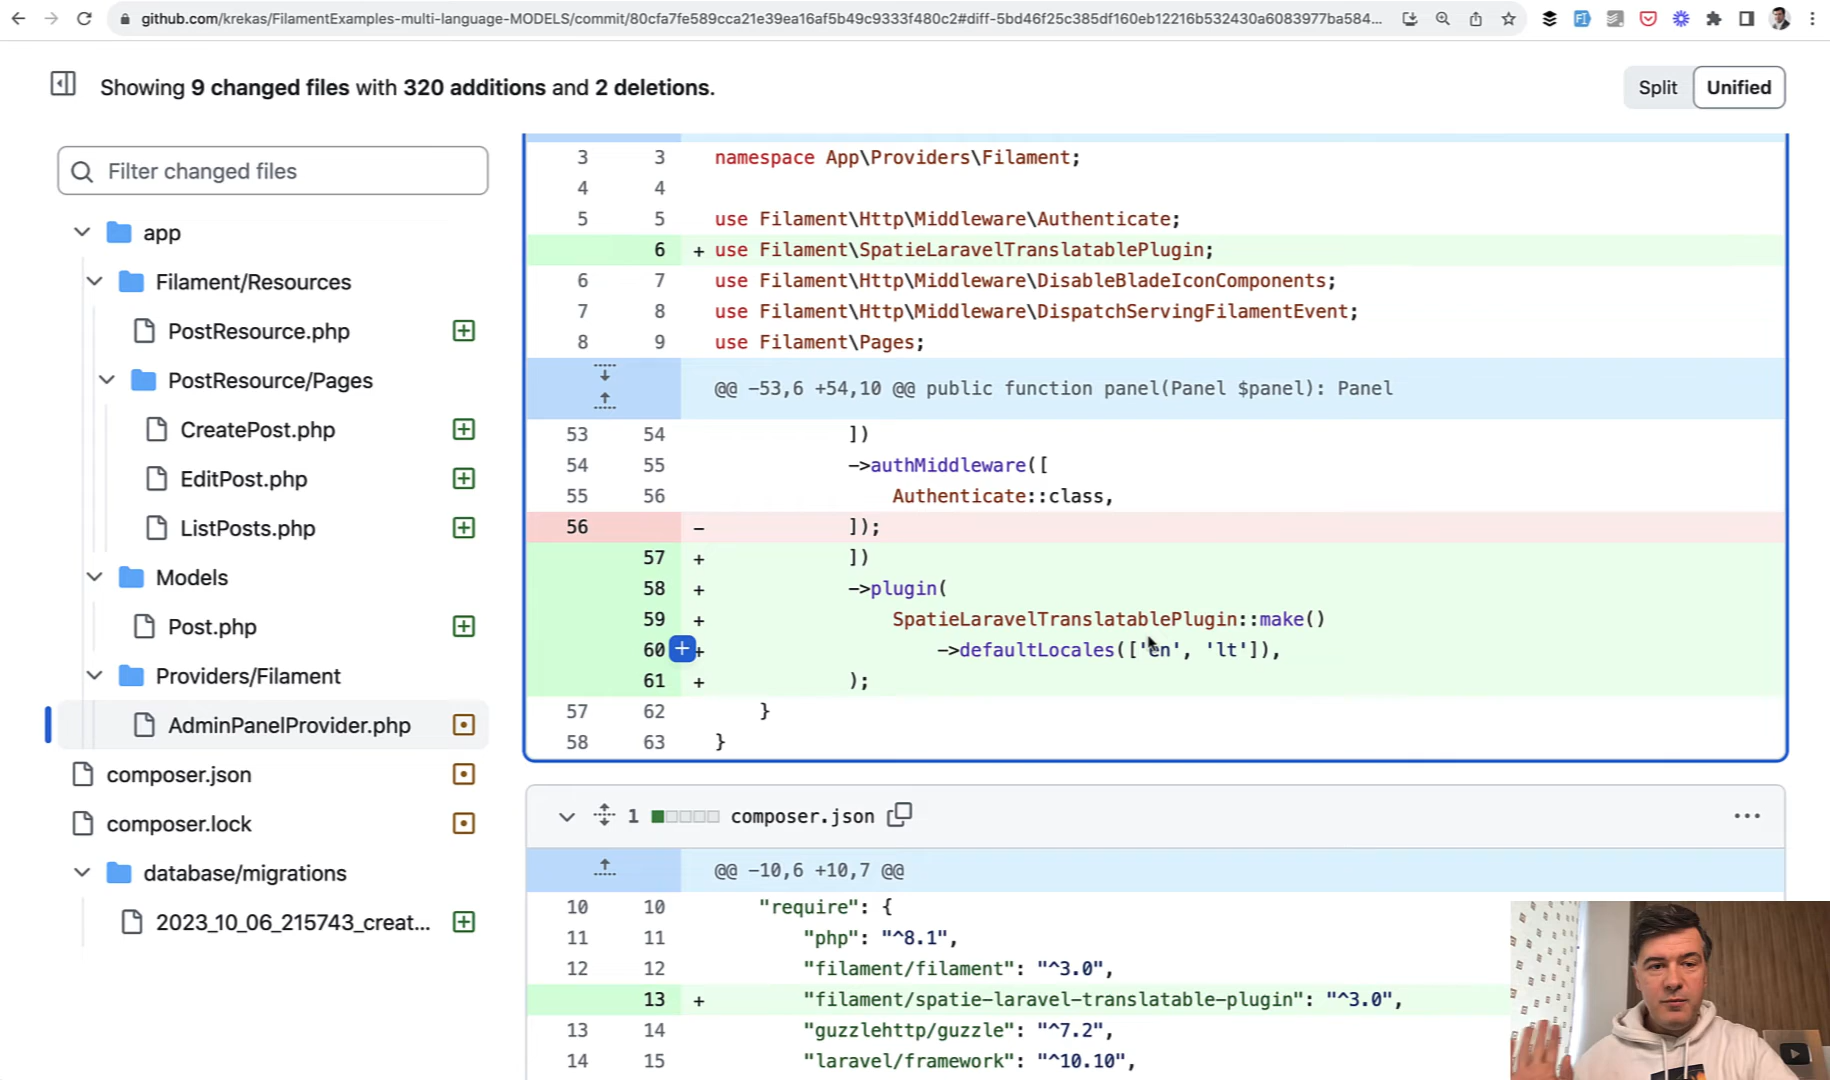 github.com/krekas/FilamentExamples-multi-language-MODELS/commit/80cfa7fe589cca21e39ea16af5b49c9333f480c2#diff-5bd46f25c385df160eb12216b532430a6083977ba584...
Showing 9 changed files with 320 additions and 2 deletions.
Split Unified
Filter changed files
app
Filament/Resources
PostResource.php
PostResource/Pages
CreatePost.php
EditPost.php
ListPosts.php
Models
Post.php
Providers/Filament
AdminPanelProvider.php
composer.json
composer.lock
database/migrations
2023_10_06_215743_creat...
3 3 namespace App\Providers\Filament;
4 4
5 5 use Filament\Http\Middleware\Authenticate;
6 + use Filament\SpatieLaravelTranslatablePlugin;
6 7 use Filament\Http\Middleware\DisableBladeIconComponents;
7 8 use Filament\Http\Middleware\DispatchServingFilamentEvent;
8 9 use Filament\Pages;
@@ -53,6 +54,10 @@ public function panel(Panel $panel): Panel
53 54 ])
54 55 ->authMiddleware([
55 56 Authenticate::class,
56 - ]);
57 + ])
58 + ->plugin(
59 + SpatieLaravelTranslatablePlugin::make()
60 + ->defaultLocales(['en', 'lt']),
61 + );
57 62 }
58 63 }
1 composer.json
@@ -10,6 +10,7 @@
10 10 "require": {
11 11 "php": "^8.1",
12 12 "filament/filament": "^3.0",
13 + "filament/spatie-laravel-translatable-plugin": "^3.0",
13 14 "guzzlehttp/guzzle": "^7.2",
14 15 "laravel/framework": "^10.10",